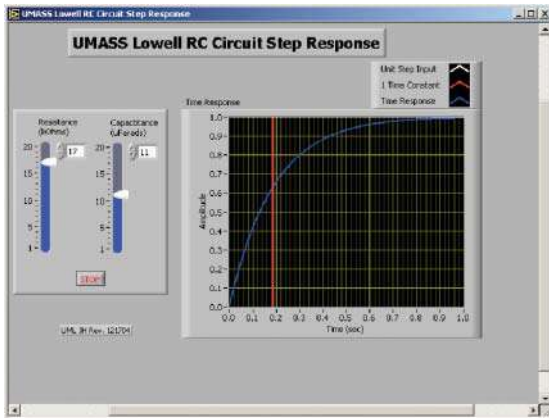 UMASS Lowell RC Circuit Step Response
UMASS Lowell RC Circuit Step Response
Unit Step Input
1 Time Constant
Time Response
Time Response
Resistance
(kOhms)
Capacitance
(uFarads)
17
11
20
15
10
5
1
20
15
10
5
1
STOP
UML JH Rev. 121704
Amplitude
1.0
0.9
0.8
0.7
0.6
0.5
0.4
0.3
0.2
0.1
0.0
0.0 0.1 0.2 0.3 0.4 0.5 0.6 0.7 0.8 0.9 1.0
Time (sec)